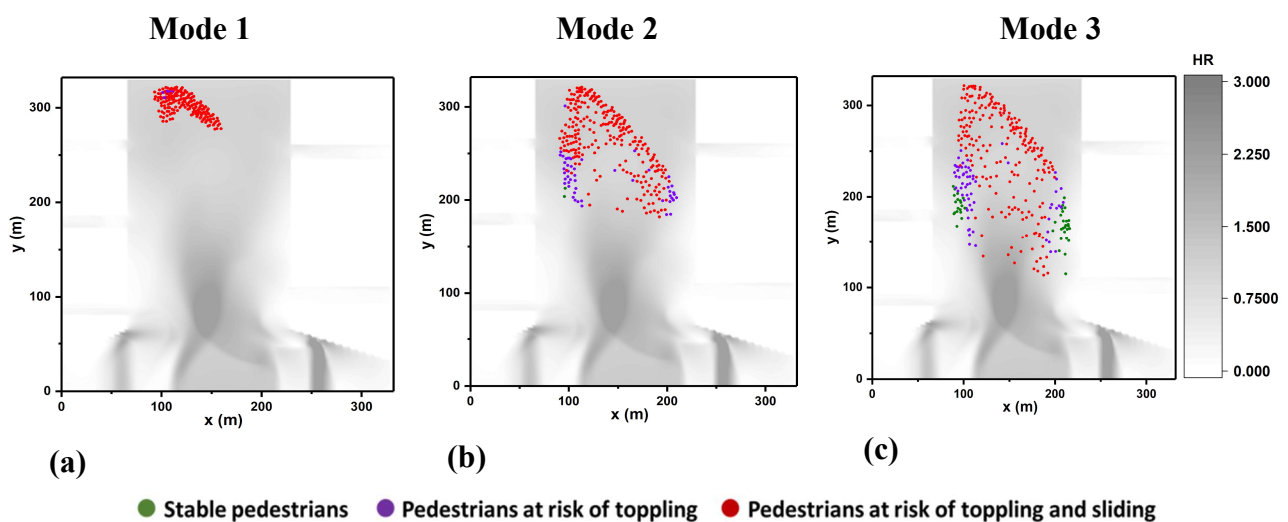 Mode 1
Mode 2
Mode 3
HR
3.000
2.250
1.500
0.7500
0.000
300
200
100
0
y (m)
0
100
200
300
x (m)
300
200
100
0
y (m)
0
100
200
300
x (m)
300
200
100
0
y (m)
0
100
200
300
x (m)
(a)
(b)
(c)
Stable pedestrians
Pedestrians at risk of toppling
Pedestrians at risk of toppling and sliding